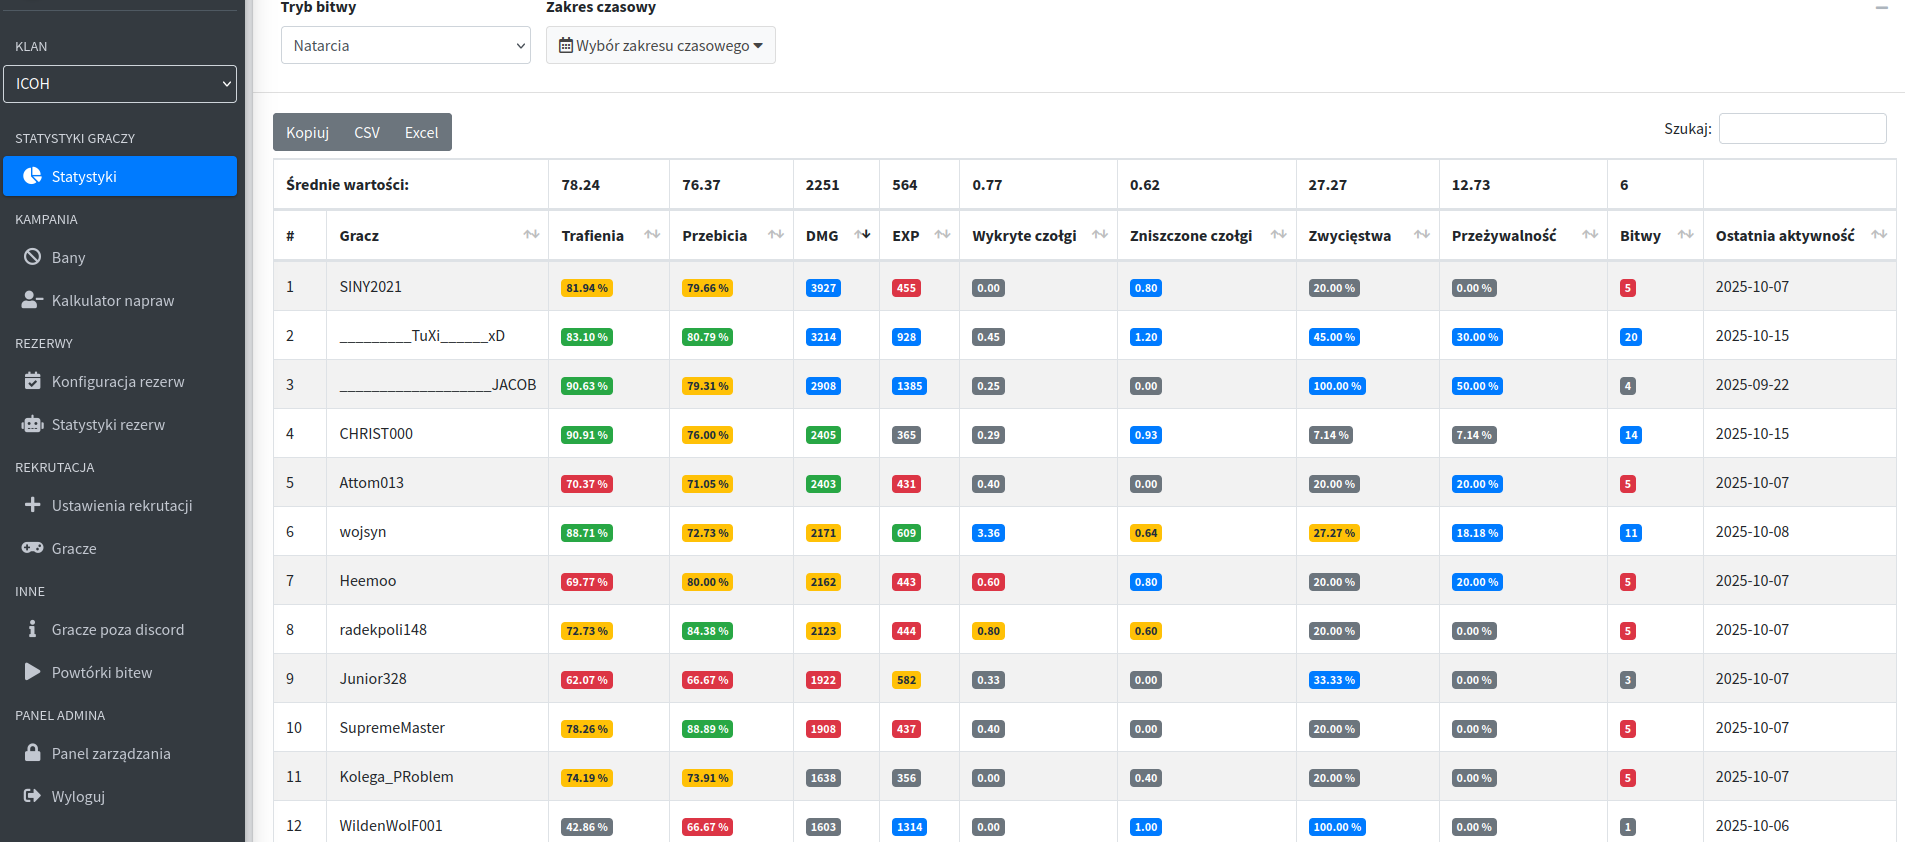 KLAN
ICOH
STATYSTYKI GRACZY
Statystyki
KAMPANIA
Bany
Kalkulator napraw
REZERWY
Konfiguracja rezerw
Statystyki rezerw
REKRUTACJA
Ustawienia rekrutacji
Gracze
INNE
Gracze poza discord
Powtórki bitew
PANEL ADMINA
Panel zarządzania
Wyloguj
Tryb bitwy Zakres czasowy
Natarcia Wybór zakresu czasowego
Kopiuj CSV Excel Szukaj:
Średnie wartości: 78.24 76.37 2251 564 0.77 0.62 27.27 12.73 6
# Gracz Trafienia Przebicia DMG EXP Wykryte czołgi Zniszczone czołgi Zwycięstwa Przeżywalność Bitwy Ostatnia aktywność
1 SINY2021 81.94 % 79.66 % 3927 455 0.00 0.80 20.00 % 0.00 % 5 2025-10-07
2 _________TuXi______xD 83.10 % 80.79 % 3214 928 0.45 1.20 45.00 % 30.00 % 20 2025-10-15
3 ___________________JACOB 90.63 % 79.31 % 2908 1385 0.25 0.00 100.00 % 50.00 % 4 2025-09-22
4 CHRIST000 90.91 % 76.00 % 2405 365 0.29 0.93 7.14 % 7.14 % 14 2025-10-15
5 Attom013 70.37 % 71.05 % 2403 431 0.40 0.00 20.00 % 20.00 % 5 2025-10-07
6 wojsyn 88.71 % 72.73 % 2171 609 3.36 0.64 27.27 % 18.18 % 11 2025-10-08
7 Heemoo 69.77 % 80.00 % 2162 443 0.60 0.80 20.00 % 20.00 % 5 2025-10-07
8 radekpoli148 72.73 % 84.38 % 2123 444 0.80 0.60 20.00 % 0.00 % 5 2025-10-07
9 Junior328 62.07 % 66.67 % 1922 582 0.33 0.00 33.33 % 0.00 % 3 2025-10-07
10 SupremeMaster 78.26 % 88.89 % 1908 437 0.40 0.00 20.00 % 0.00 % 5 2025-10-07
11 Kolega_PRoblem 74.19 % 73.91 % 1638 356 0.00 0.40 20.00 % 0.00 % 5 2025-10-07
12 WildenWolF001 42.86 % 66.67 % 1603 1314 0.00 1.00 100.00 % 0.00 % 1 2025-10-06